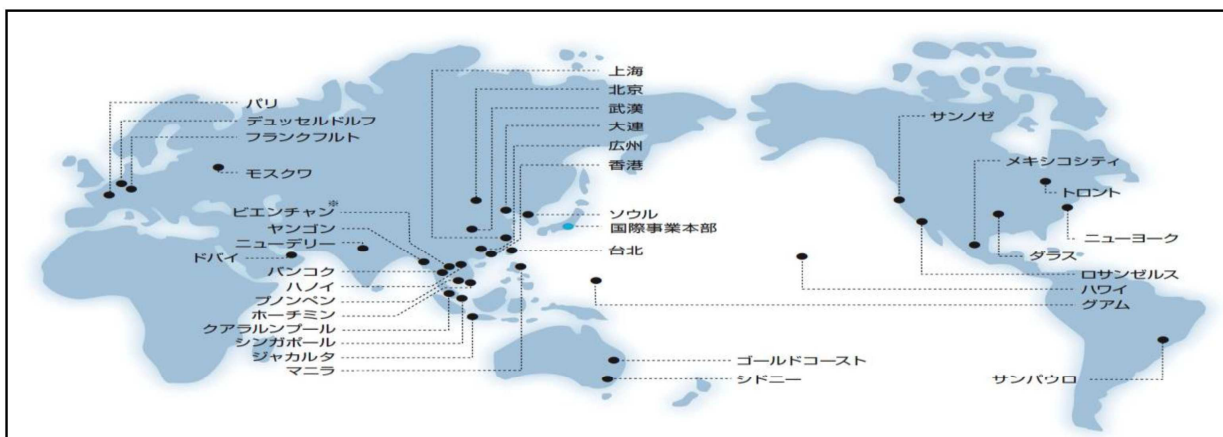 パリ
デュッセルドルフ
フランクフルト
モスクワ
ビエンチャン※
ヤンゴン
ニューデリー
ドバイ
バンコク
ハノイ
プノンペン
ホーチミン
クアラルンプール
シンガポール
ジャカルタ
マニラ
上海
北京
武漢
大連
広州
香港
ソウル
国際事業本部
台北
ゴールドコースト
シドニー
サンノゼ
メキシコシティ
トロント
ニューヨーク
ダラス
ロサンゼルス
ハワイ
グアム
サンパウロ